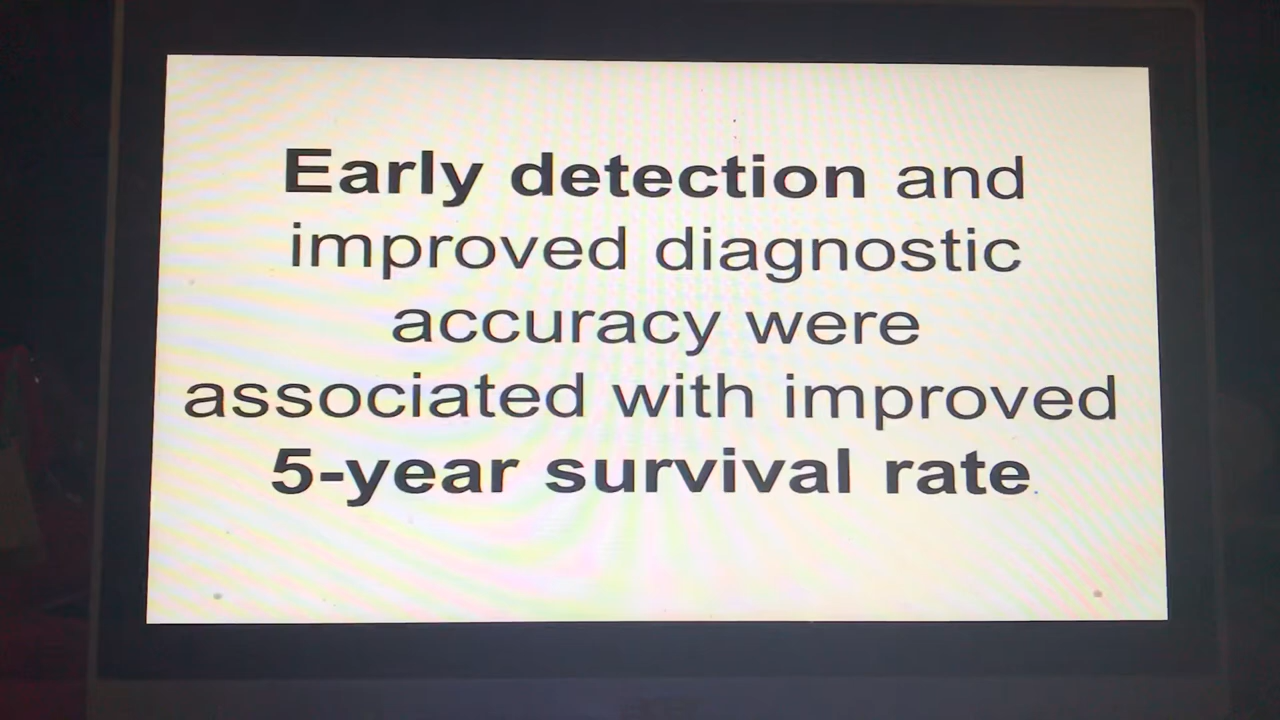 Early detection and
improved diagnostic
accuracy were
associated with improved
5-year survival rate.